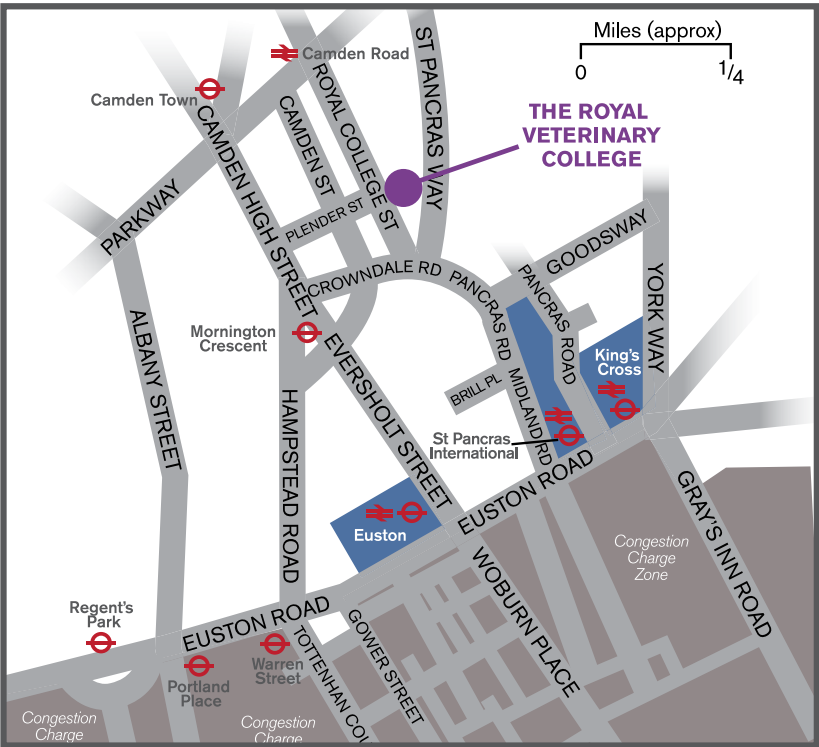 Miles (approx)
0
1/4
Camden Road
Camden Town
ST PANCRAS WAY
ROYAL COLLEGE ST
CAMDEN ST
CAMDEN HIGH STREET
THE ROYAL
VETERINARY
COLLEGE
PARKWAY
PLENDER ST
GOODSWAY
CROWNDALE RD
PANCRAS RD
PANCRAS ROAD
YORK WAY
ALBANY STREET
Mornington
Crescent
EVERSHOLT STREET
King's
Cross
BRILL PL
MIDLAND RD
HAMPSTEAD ROAD
St Pancras
International
EUSTON ROAD
GRAY'S INN ROAD
Euston
Congestion
Charge
Zone
WOBURN PLACE
Regent's
Park
EUSTON ROAD
GOWER STREET
TOTTENHAM COU
Warren
Street
Portland
Place
Congestion
Charge
Congestion
Charge